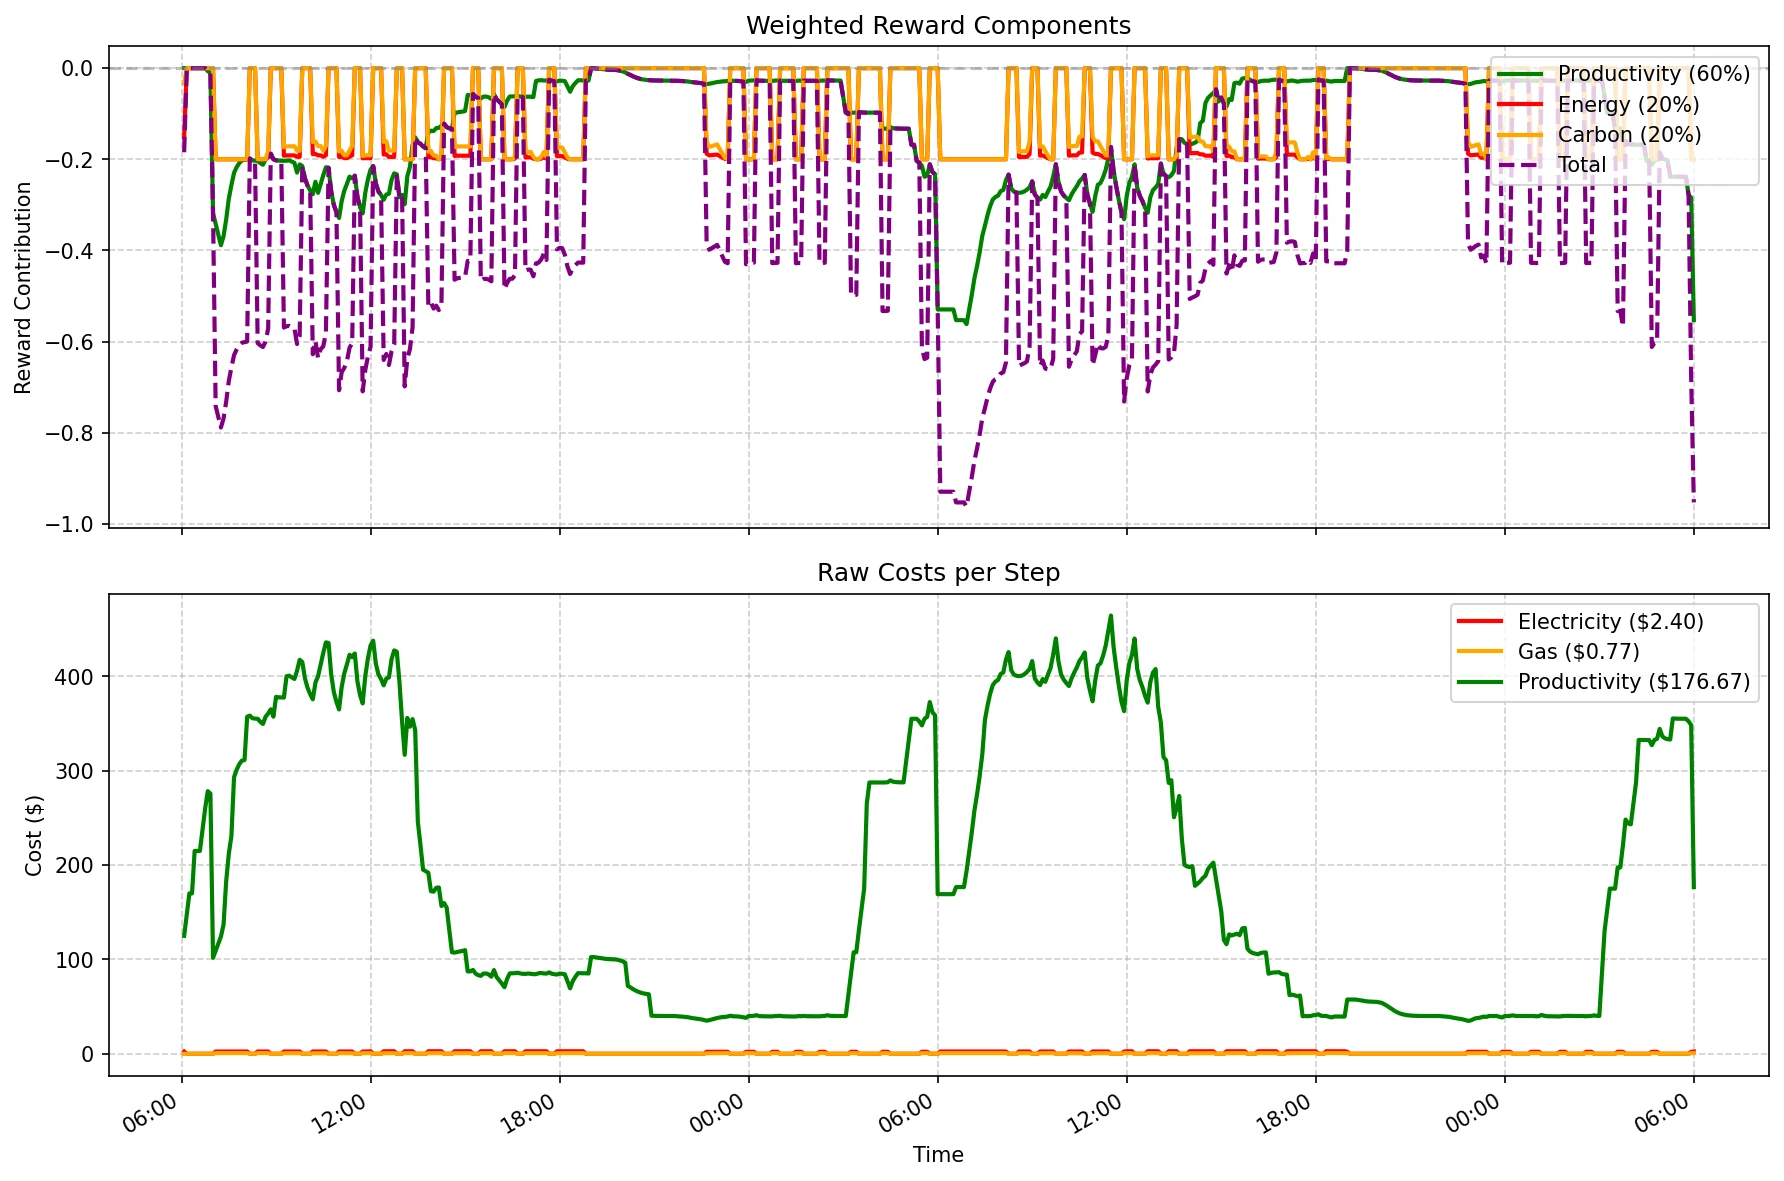 Weighted Reward Components
Reward Contribution
0.0
−0.2
−0.4
−0.6
−0.8
−1.0
Productivity (60%)
Energy (20%)
Carbon (20%)
Total
Raw Costs per Step
Cost ($)
400
300
200
100
0
Electricity ($2.40)
Gas ($0.77)
Productivity ($176.67)
06:00
12:00
18:00
00:00
06:00
12:00
18:00
00:00
06:00
Time